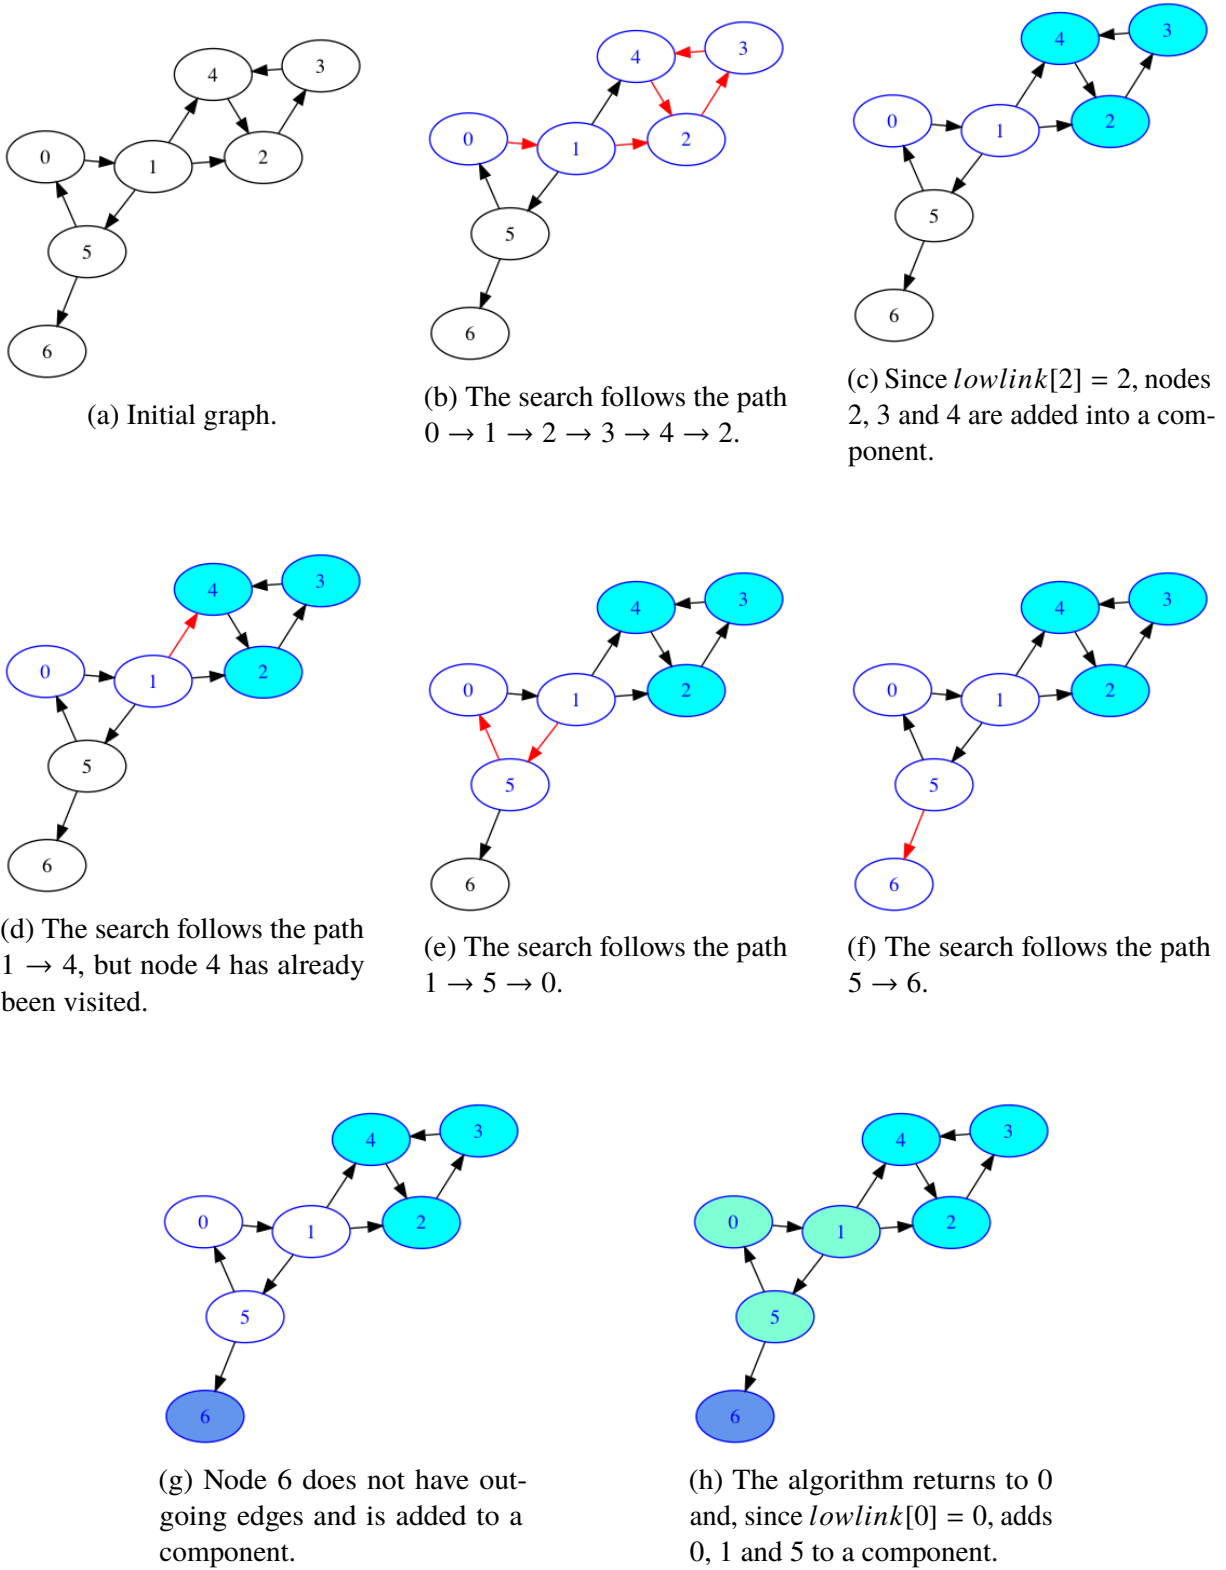 4
3
0
1
2
5
6
(a) Initial graph.
4
3
0
1
2
5
6
(b) The search follows the path
0 → 1 → 2 → 3 → 4 → 2.
4
3
0
1
2
5
6
(c) Since lowlink[2] = 2, nodes
2, 3 and 4 are added into a com-
ponent.
4
3
0
1
2
5
6
(d) The search follows the path
1 → 4, but node 4 has already
been visited.
4
3
0
1
2
5
6
(e) The search follows the path
1 → 5 → 0.
4
3
0
1
2
5
6
(f) The search follows the path
5 → 6.
4
3
0
1
2
5
6
(g) Node 6 does not have out-
going edges and is added to a
component.
4
3
0
1
2
5
6
(h) The algorithm returns to 0
and, since lowlink[0] = 0, adds
0, 1 and 5 to a component.